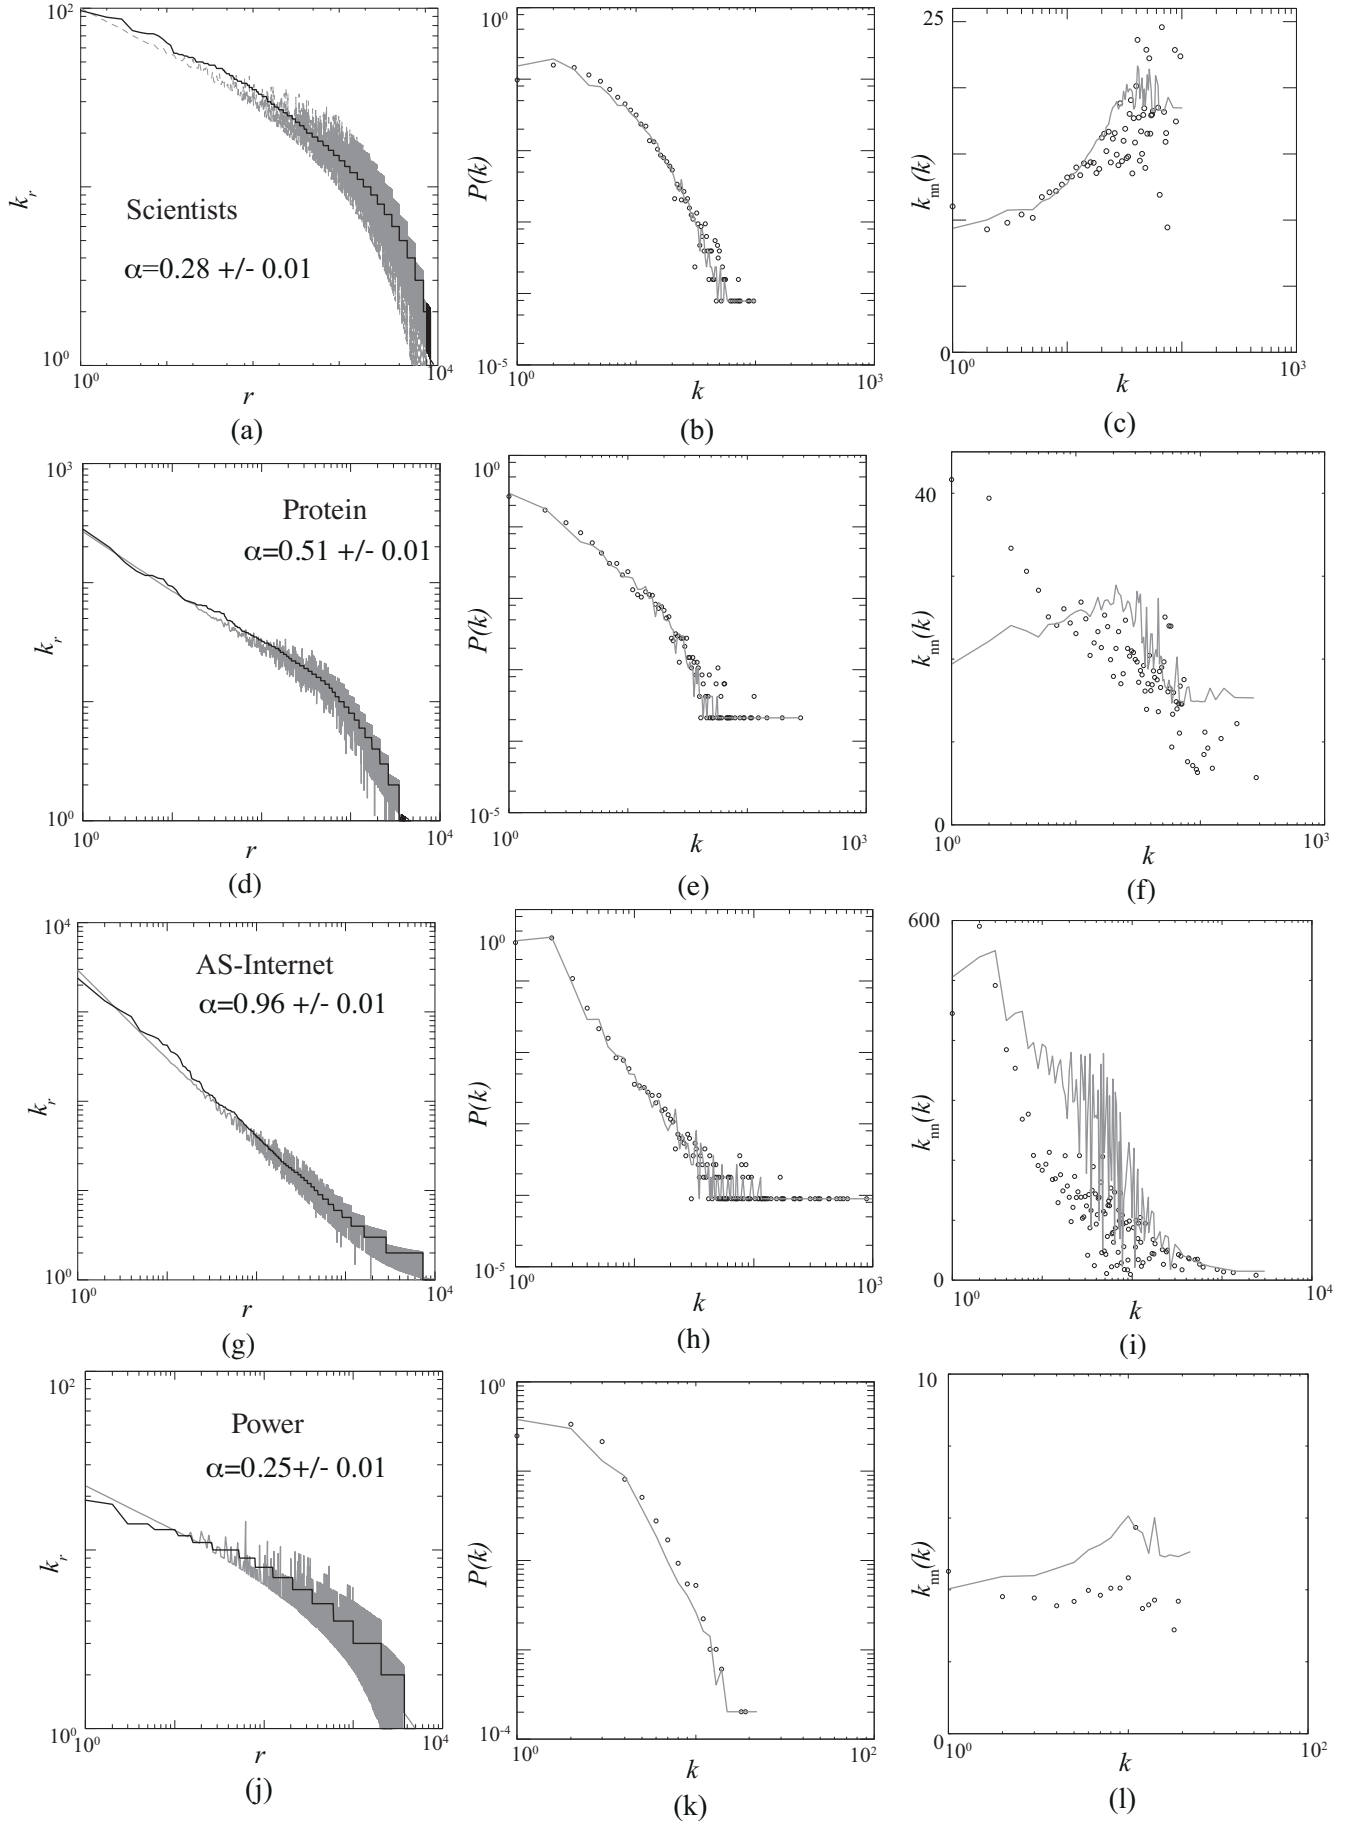 10²
k_r
Scientists
α=0.28 +/- 0.01
10⁰
10⁰
10⁴
r
(a)
10⁰
P(k)
10⁻⁵
10⁰
10³
k
(b)
25
k_nn(k)
0
10⁰
10³
k
(c)
10³
k_r
Protein
α=0.51 +/- 0.01
10⁰
10⁰
10⁴
r
(d)
10⁰
P(k)
10⁻⁵
10⁰
10³
k
(e)
40
k_nn(k)
0
10⁰
10³
k
(f)
10⁴
k_r
AS-Internet
α=0.96 +/- 0.01
10⁰
10⁰
10⁴
r
(g)
10⁰
P(k)
10⁻⁵
10⁰
10³
k
(h)
600
k_nn(k)
0
10⁰
10⁴
k
(i)
10²
k_r
Power
α=0.25+/- 0.01
10⁰
10⁰
10⁴
r
(j)
10⁰
P(k)
10⁻⁴
10⁰
10²
k
(k)
10
k_nn(k)
0
10⁰
10²
k
(l)